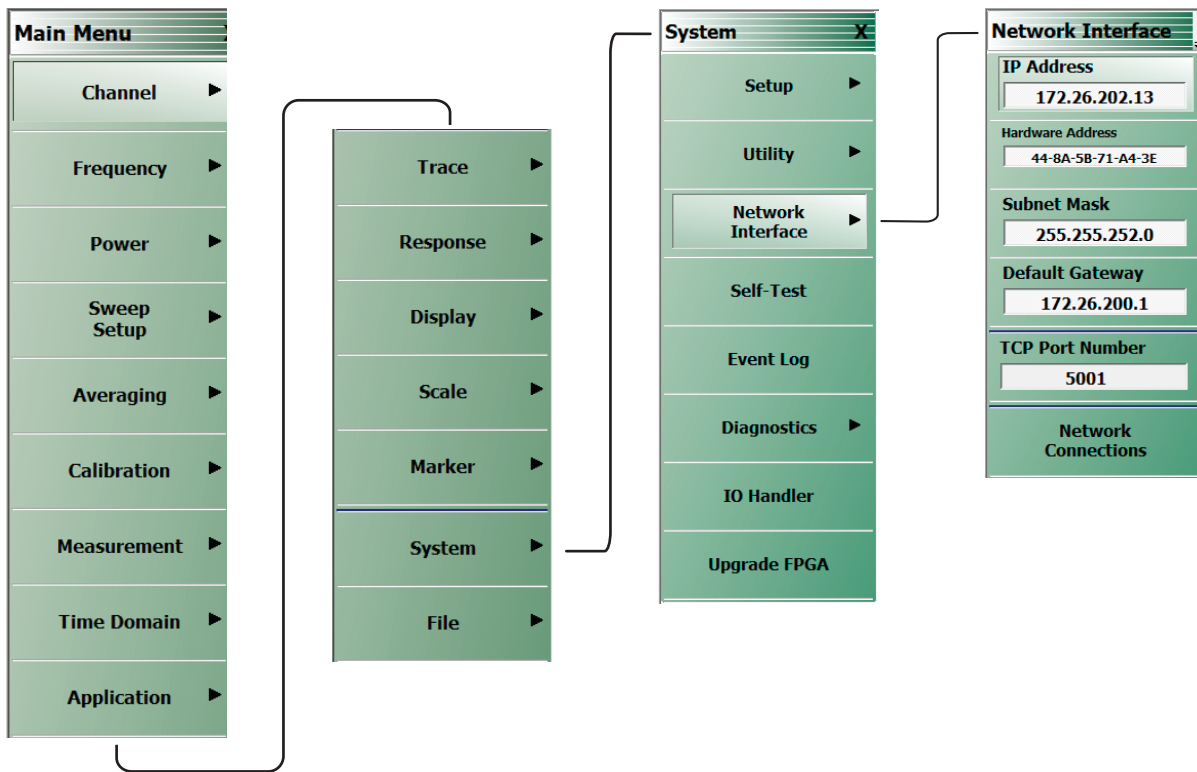 Main Menu
Channel
Frequency
Power
Sweep
Setup
Averaging
Calibration
Measurement
Time Domain
Application
Trace
Response
Display
Scale
Marker
System
File
System X
Setup
Utility
Network
Interface
Self-Test
Event Log
Diagnostics
IO Handler
Upgrade FPGA
Network Interface
IP Address
172.26.202.13
Hardware Address
44-8A-5B-71-A4-3E
Subnet Mask
255.255.252.0
Default Gateway
172.26.200.1
TCP Port Number
5001
Network
Connections